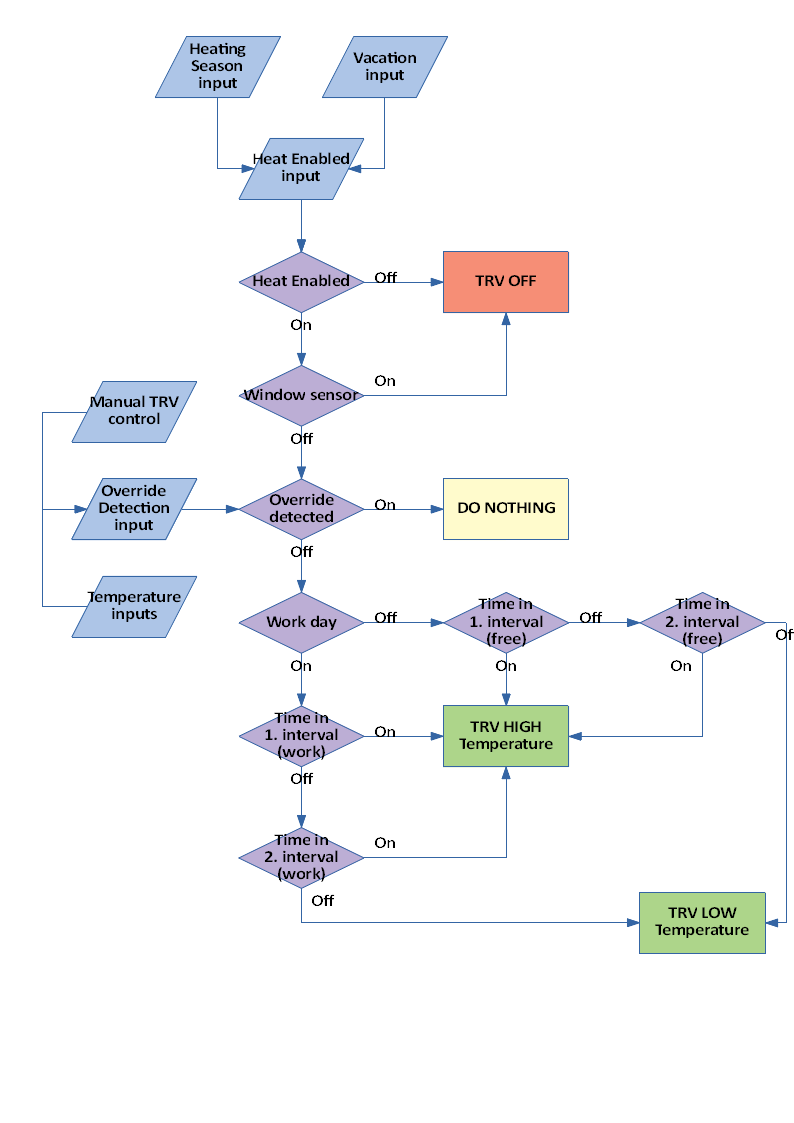 Heating
Season
input
Vacation
input
Heat Enabled
input
Heat Enabled
Off
TRV OFF
On
Window sensor
On
Off
Manual TRV
control
Override
Detection
input
Override
detected
On
DO NOTHING
Off
Temperature
inputs
Work day
Off
Time in
1. interval
(free)
Off
Time in
2. interval
(free)
Of
On
On
On
Time in
1. interval
(work)
On
TRV HIGH
Temperature
Off
Time in
2. interval
(work)
On
Off
TRV LOW
Temperature